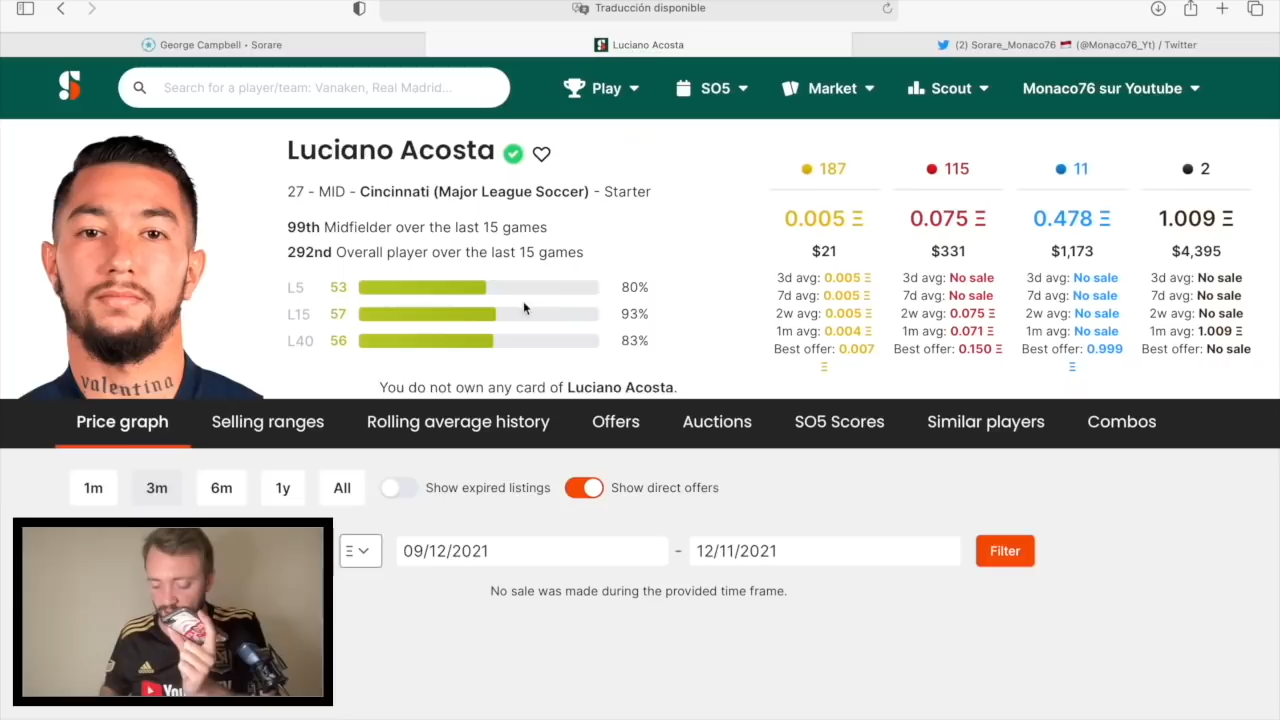 Traducción disponible
George Campbell • Sorare
Luciano Acosta
(2) Sorare_Monaco76 🇲🇨 (@Monaco76_Yt) / Twitter
Search for a player/team: Vanaken, Real Madrid...
Play
SO5
Market
Scout
Monaco76 sur Youtube
Luciano Acosta
27 - MID - Cincinnati (Major League Soccer) - Starter
99th Midfielder over the last 15 games
292nd Overall player over the last 15 games
L5 53 80%
L15 57 93%
L40 56 83%
You do not own any card of Luciano Acosta.
valentina
187 115 11 2
0.005 Ξ 0.075 Ξ 0.478 Ξ 1.009 Ξ
$21 $331 $1,173 $4,395
3d avg: 0.005 Ξ 3d avg: No sale 3d avg: No sale 3d avg: No sale
7d avg: 0.005 Ξ 7d avg: No sale 7d avg: No sale 7d avg: No sale
2w avg: 0.005 Ξ 2w avg: 0.075 Ξ 2w avg: No sale 2w avg: No sale
1m avg: 0.004 Ξ 1m avg: 0.071 Ξ 1m avg: No sale 1m avg: 1.009 Ξ
Best offer: 0.007 Ξ Best offer: 0.150 Ξ Best offer: 0.999 Ξ Best offer: No sale
Price graph Selling ranges Rolling average history Offers Auctions SO5 Scores Similar players Combos
1m 3m 6m 1y All Show expired listings Show direct offers
Ξ 09/12/2021 - 12/11/2021 Filter
No sale was made during the provided time frame.
You